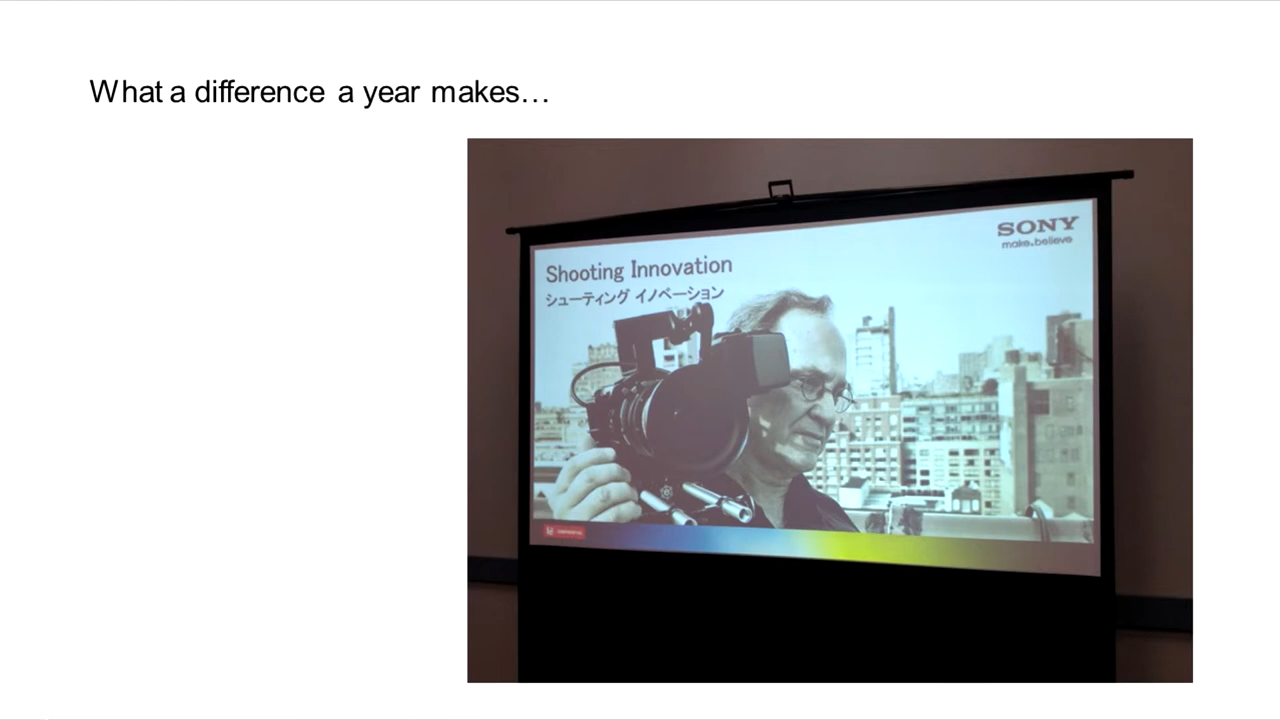 What a difference a year makes…
SONY
make.believe
Shooting Innovation
シューティング イノベーション